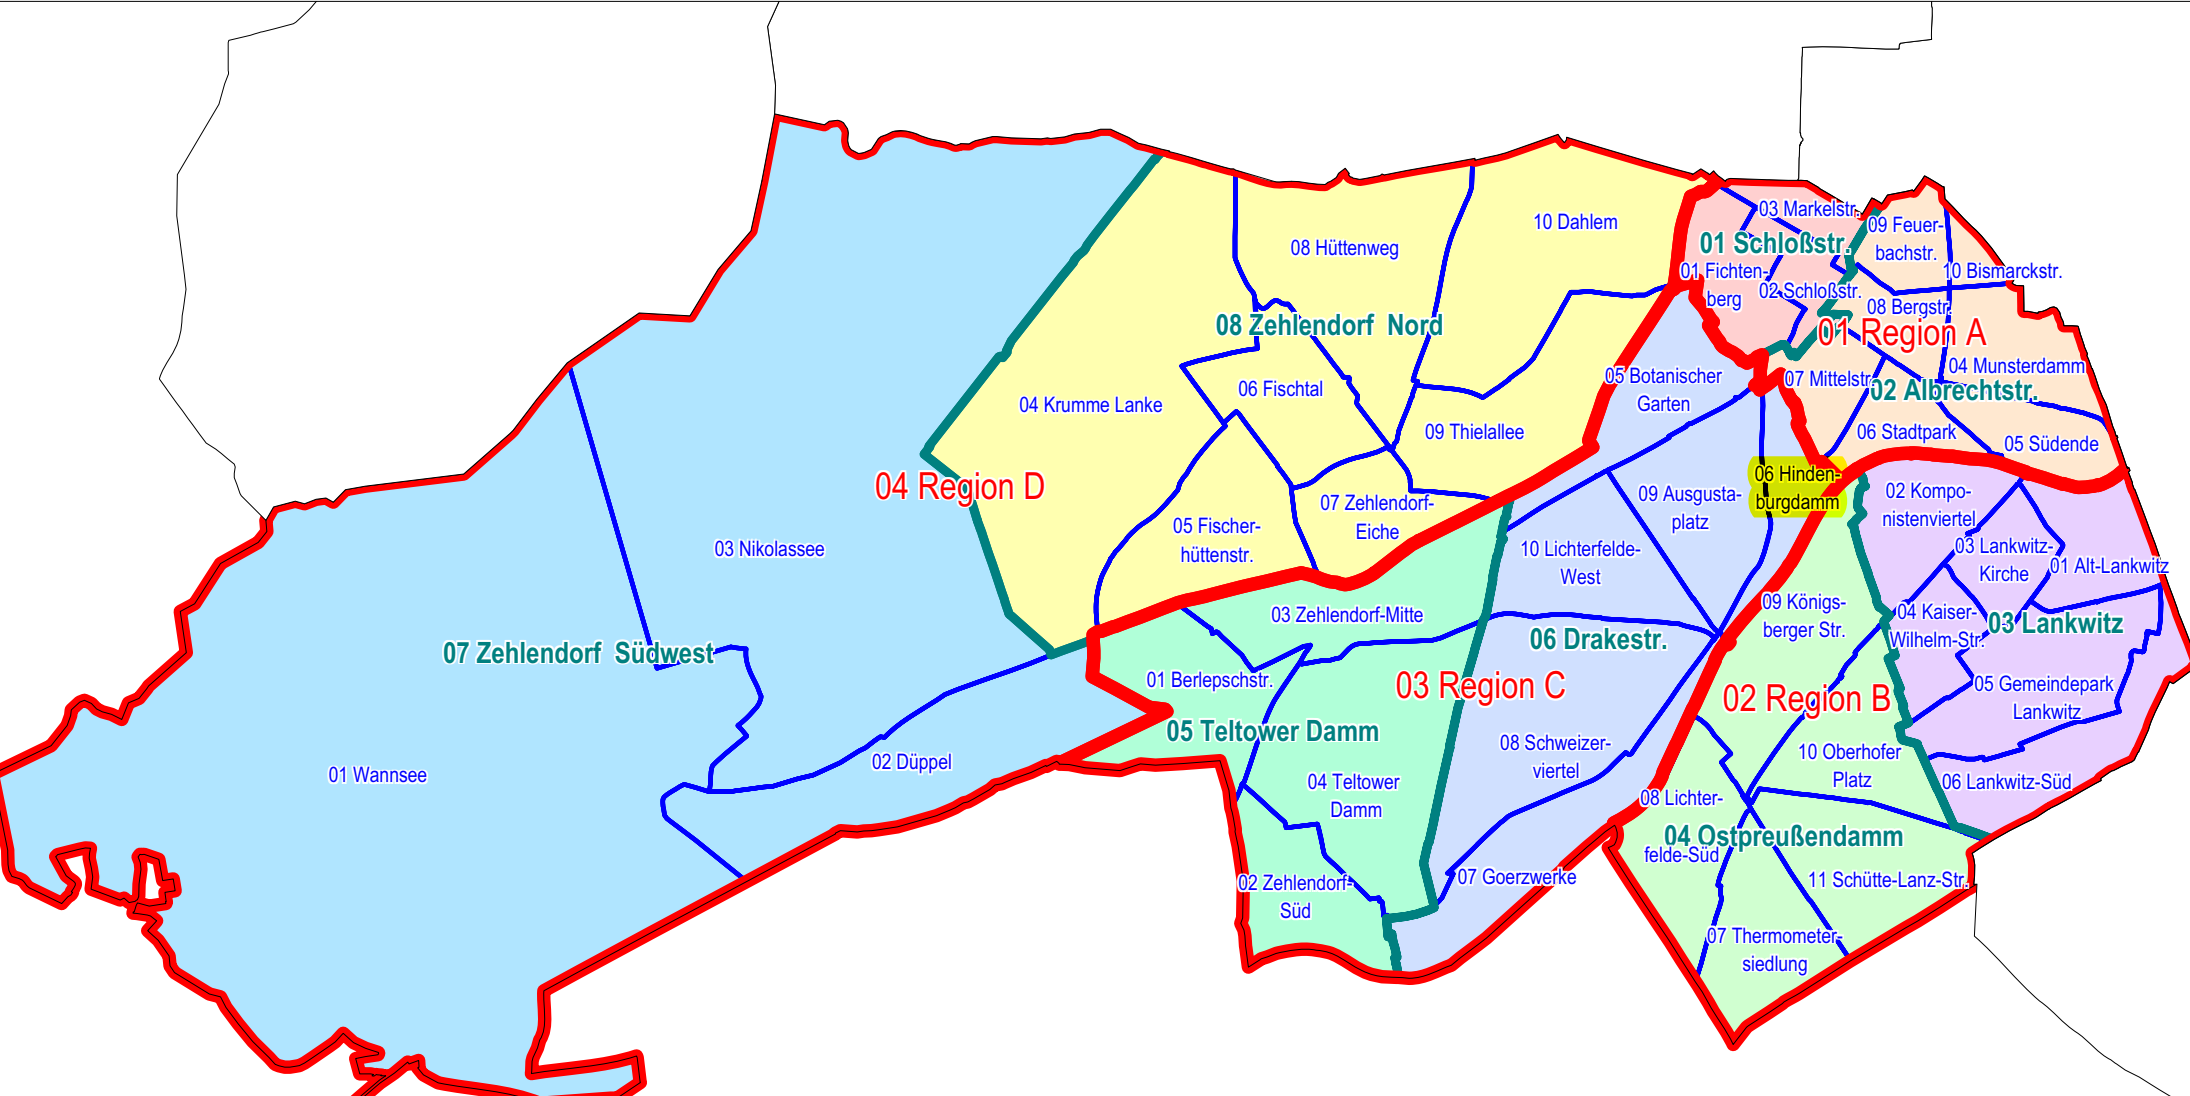 03 Markelstr.
09 Feuer-
bachstr.
10 Dahlem
01 Schloßstr.
08 Hüttenweg
01 Fichten-
berg
10 Bismarckstr.
02 Schloßstr.
08 Bergstr.
08 Zehlendorf Nord
01 Region A
04 Munsterdamm
07 Mittelstr.
02 Albrechtstr.
05 Botanischer
Garten
06 Fischtal
04 Krumme Lanke
09 Thielallee
06 Stadtpark
05 Südende
04 Region D
06 Hinden-
burgdamm
02 Kompo-
nistenviertel
09 Ausgusta-
platz
07 Zehlendorf-
Eiche
05 Fischer-
hüttenstr.
03 Nikolassee
10 Lichterfelde-
West
03 Lankwitz-
Kirche
01 Alt-Lankwitz
03 Zehlendorf-Mitte
09 Königs-
berger Str.
04 Kaiser-
Wilhelm-Str.
03 Lankwitz
06 Drakestr.
07 Zehlendorf Südwest
01 Berlepschstr.
03 Region C
02 Region B
05 Gemeindepark
Lankwitz
05 Teltower Damm
08 Schweizer-
viertel
10 Oberhofer
Platz
02 Düppel
01 Wannsee
04 Teltower
Damm
06 Lankwitz-Süd
08 Lichter-
felde-Süd
04 Ostpreußendamm
07 Goerzwerke
02 Zehlendorf-
Süd
11 Schütte-Lanz-Str.
07 Thermometer-
siedlung